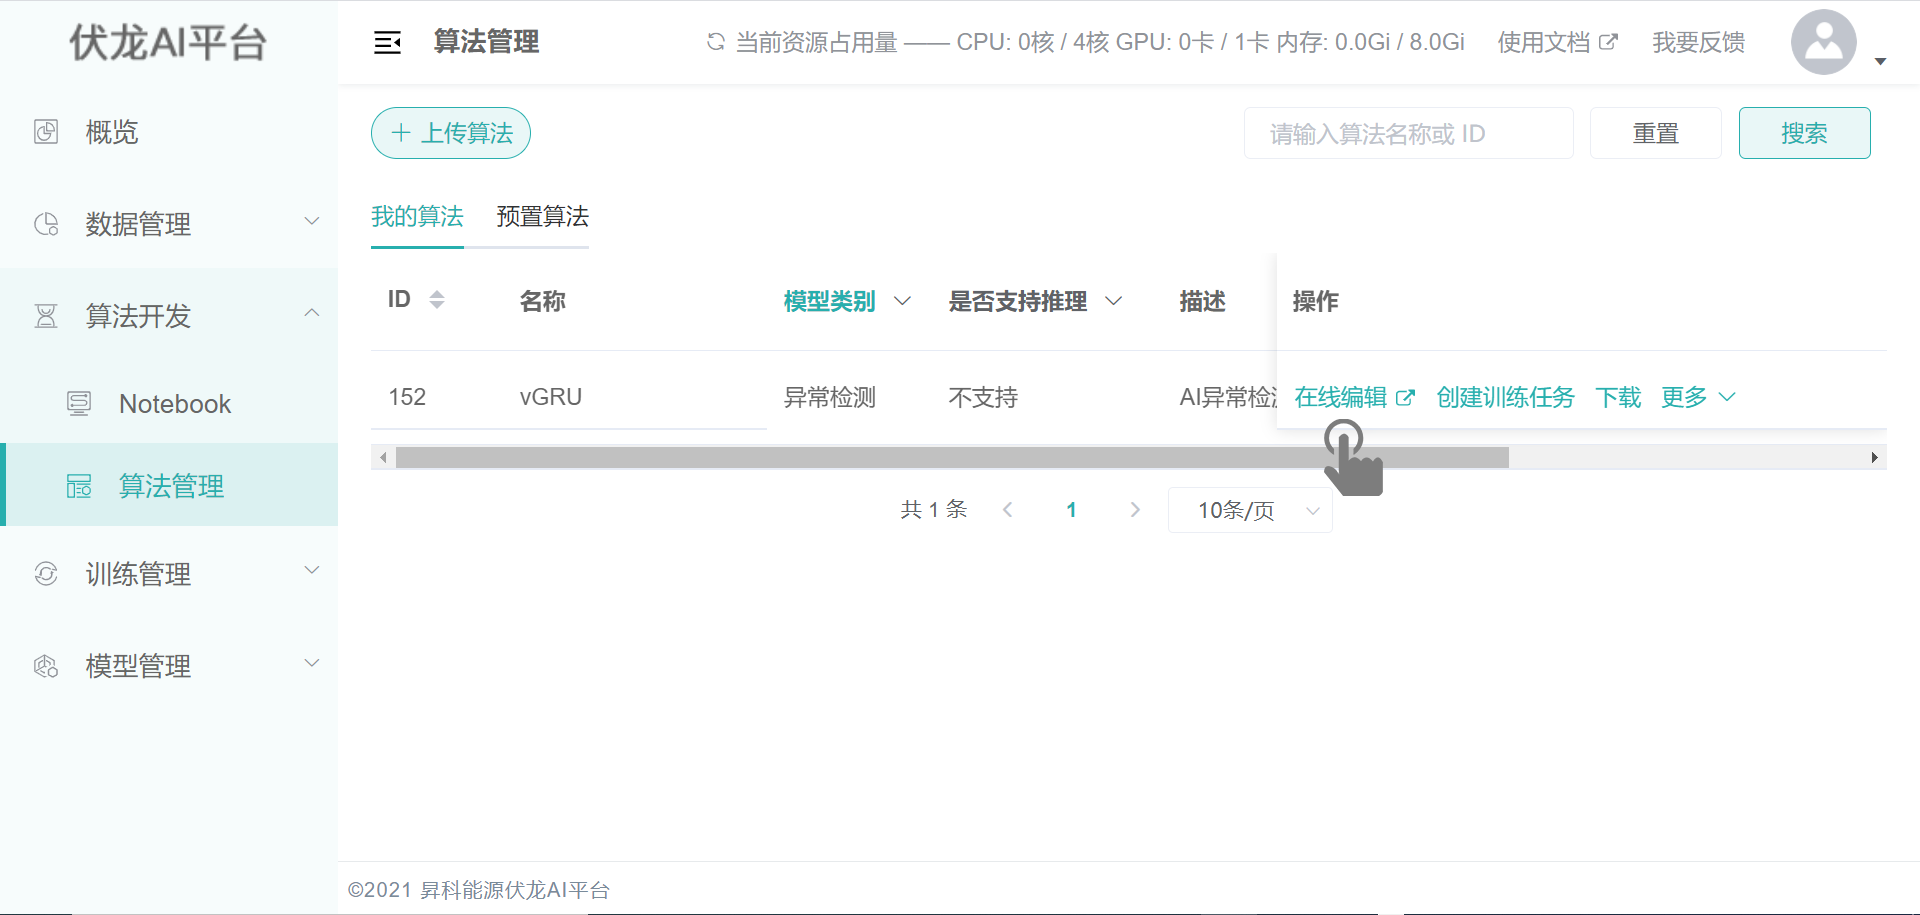 伏龙AI平台
算法管理
当前资源占用量 —— CPU: 0核 / 4核 GPU: 0卡 / 1卡 内存: 0.0Gi / 8.0Gi
使用文档
我要反馈
概览
数据管理
算法开发
Notebook
算法管理
训练管理
模型管理
上传算法
请输入算法名称或 ID
重置
搜索
我的算法
预置算法
ID
名称
模型类别
是否支持推理
描述
操作
152
vGRU
异常检测
不支持
AI异常检测
在线编辑
创建训练任务
下载
更多
共 1 条
1
10条/页
©2021 昇科能源伏龙AI平台